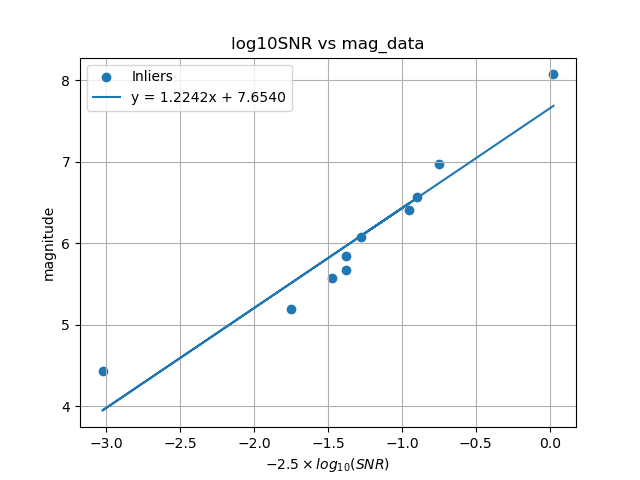 log10SNR vs mag_data
Inliers
y = 1.2242x + 7.6540
magnitude
8
7
6
5
4
−3.0 −2.5 −2.0 −1.5 −1.0 −0.5 0.0
−2.5 × log₁₀(SNR)